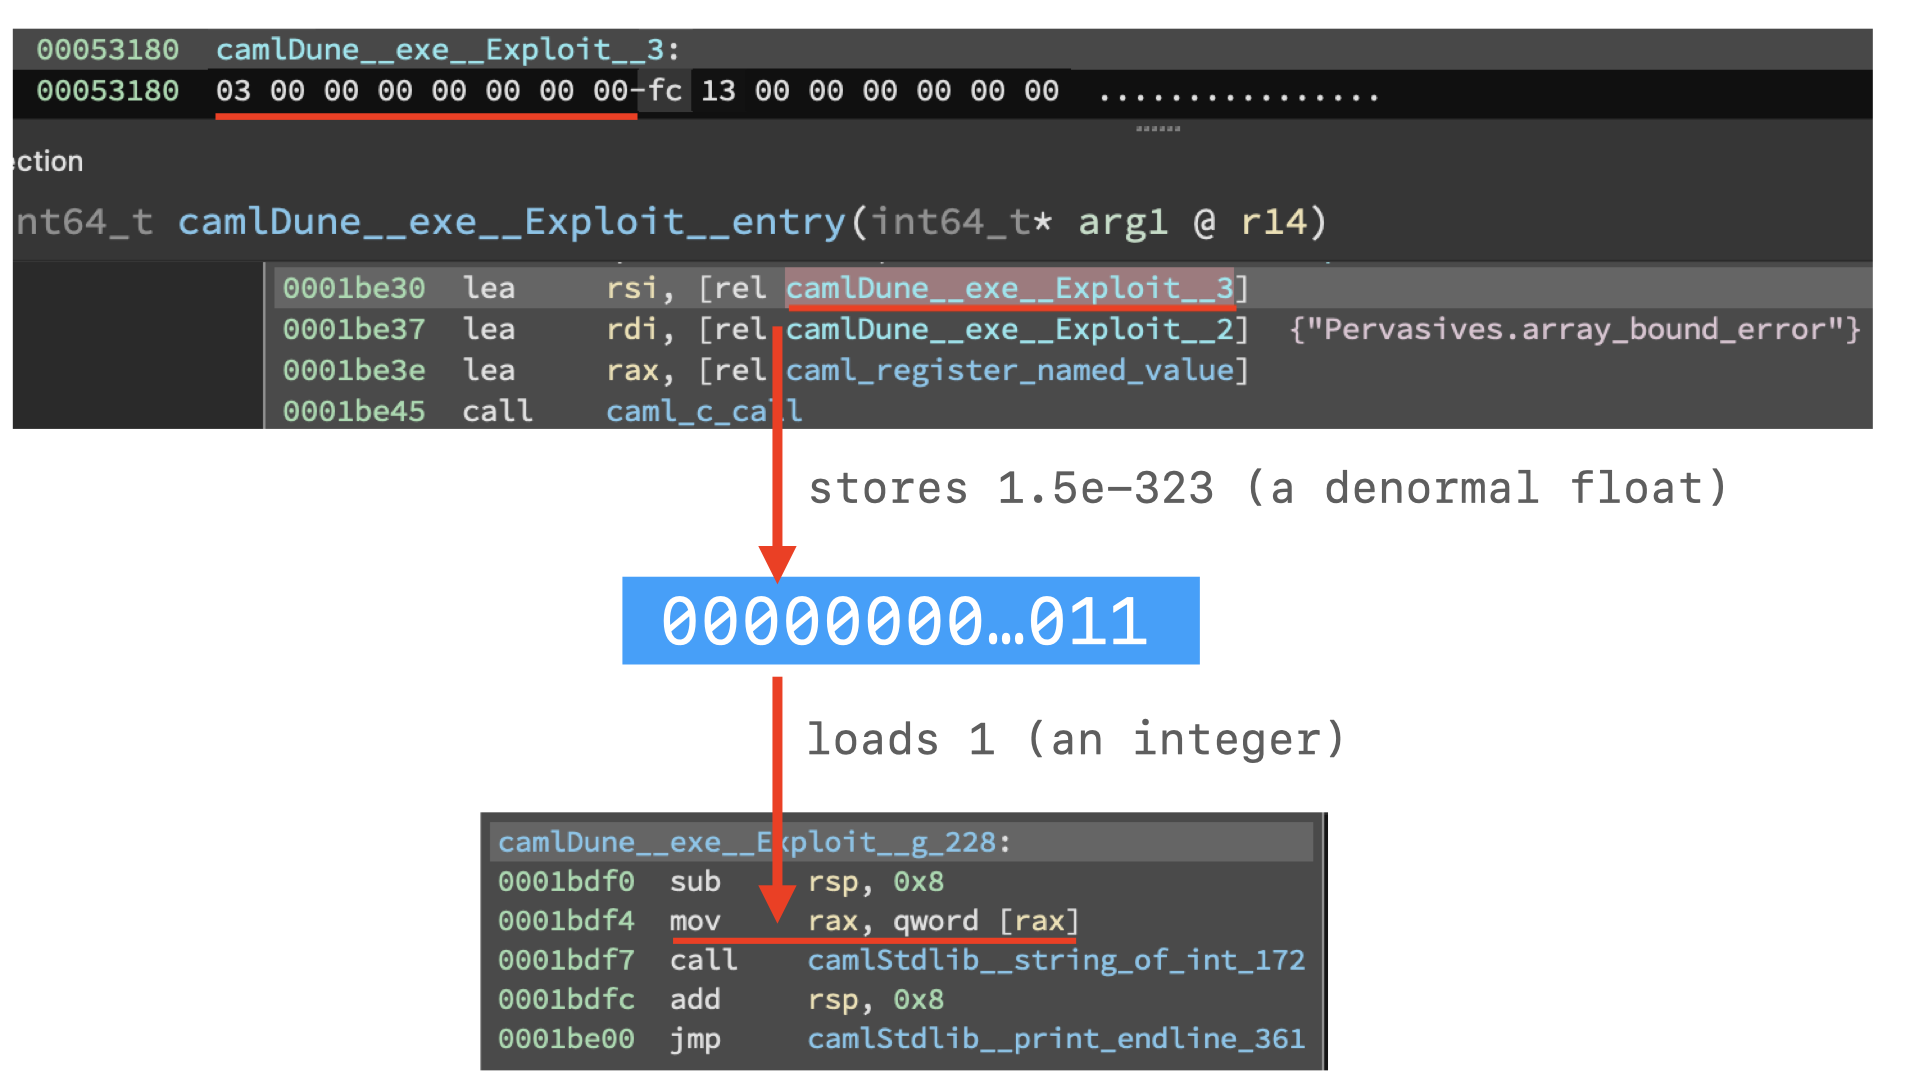 00053180 camlDune__exe__Exploit__3:
00053180 03 00 00 00 00 00 00 00-fc 13 00 00 00 00 00 00 ................
ection
nt64_t camlDune__exe__Exploit__entry(int64_t* arg1 @ r14)
0001be30 lea rsi, [rel camlDune__exe__Exploit__3]
0001be37 lea rdi, [rel camlDune__exe__Exploit__2] {"Pervasives.array_bound_error"}
0001be3e lea rax, [rel caml_register_named_value]
0001be45 call caml_c_call
stores 1.5e-323 (a denormal float)
00000000…011
loads 1 (an integer)
camlDune__exe__Exploit__g_228:
0001bdf0 sub rsp, 0x8
0001bdf4 mov rax, qword [rax]
0001bdf7 call camlStdlib__string_of_int_172
0001bdfc add rsp, 0x8
0001be00 jmp camlStdlib__print_endline_361